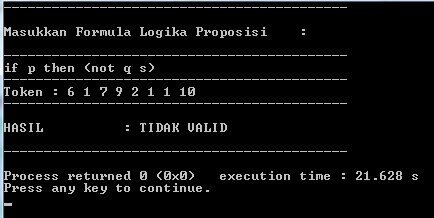 Masukkan Formula Logika Proposisi    :
if p then (not q s)
Token : 6 1 7 9 2 1 1 10
HASIL          : TIDAK VALID
Process returned 0 (0x0)   execution time : 21.628 s
Press any key to continue.